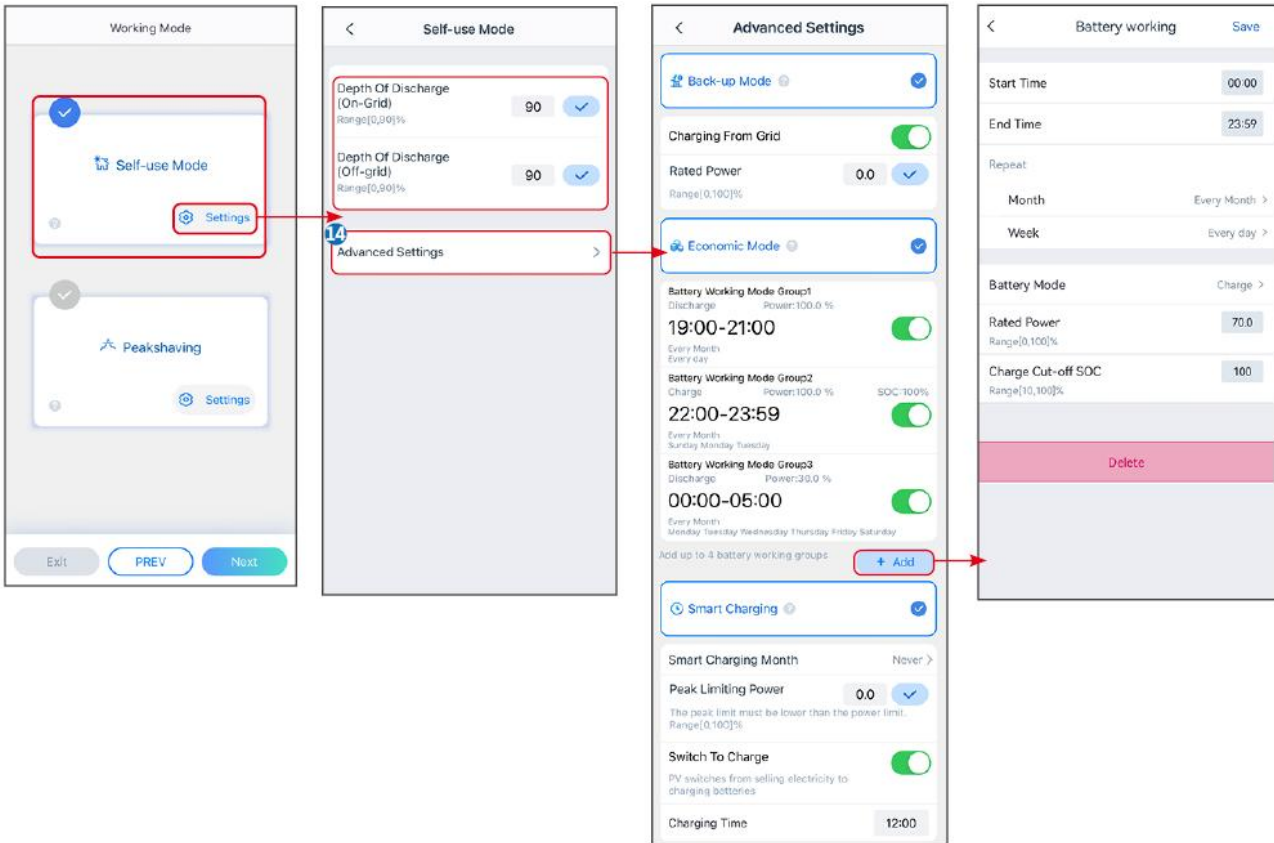 Working Mode
Self-use Mode
Settings
Peakshaving
Settings
Exit
PREV
Next
Self-use Mode
Depth Of Discharge
(On-Grid)
90
Range[0,90]%
Depth Of Discharge
(Off-grid)
90
Range[0,90]%
14
Advanced Settings
Advanced Settings
Back-up Mode
Charging From Grid
Rated Power
0.0
Range[0,100]%
Economic Mode
Battery Working Mode Group1
Discharge Power:100.0 %
19:00-21:00
Every Month
Every day
Battery Working Mode Group2
Charge Power:100.0 % SOC:100%
22:00-23:59
Every Month
Sunday Monday Tuesday
Battery Working Mode Group3
Discharge Power:30.0 %
00:00-05:00
Every Month
Monday Tuesday Wednesday Thursday Friday Saturday
Add up to 4 battery working groups
+ Add
Smart Charging
Smart Charging Month Never
Peak Limiting Power
0.0
The peak limit must be lower than the power limit.
Range[0,100]%
Switch To Charge
PV switches from selling electricity to
charging batteries
Charging Time 12:00
Battery working Save
Start Time 00:00
End Time 23:59
Repeat
Month Every Month
Week Every day
Battery Mode Charge
Rated Power 70.0
Range[0,100]%
Charge Cut-off SOC 100
Range[10,100]%
Delete